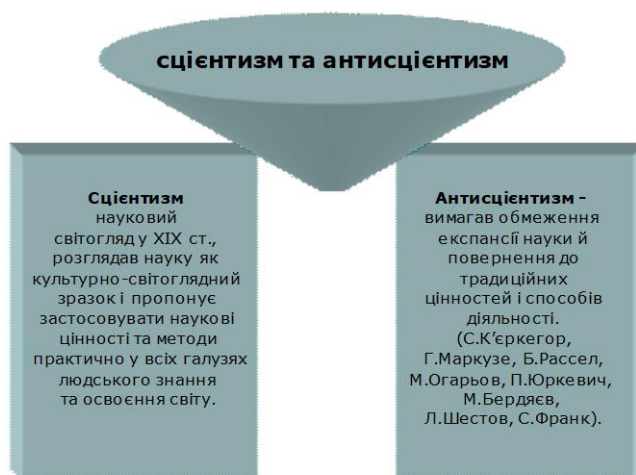 сцієнтизм та антисцієнтизм
Сцієнтизм
науковий
світогляд у XIX ст.,
розглядав науку як
культурно-світоглядний
зразок і пропонує
застосовувати наукові
цінності та методи
практично у всіх галузях
людського знання
та освоєння світу.
Антисцієнтизм -
вимагав обмеження
експансії науки й
повернення до
традиційних
цінностей і способів
діяльності.
(С.К’єркегор,
Г.Маркузе, Б.Рассел,
М.Огарьов, П.Юркевич,
М.Бердяєв,
Л.Шестов, С.Франк).